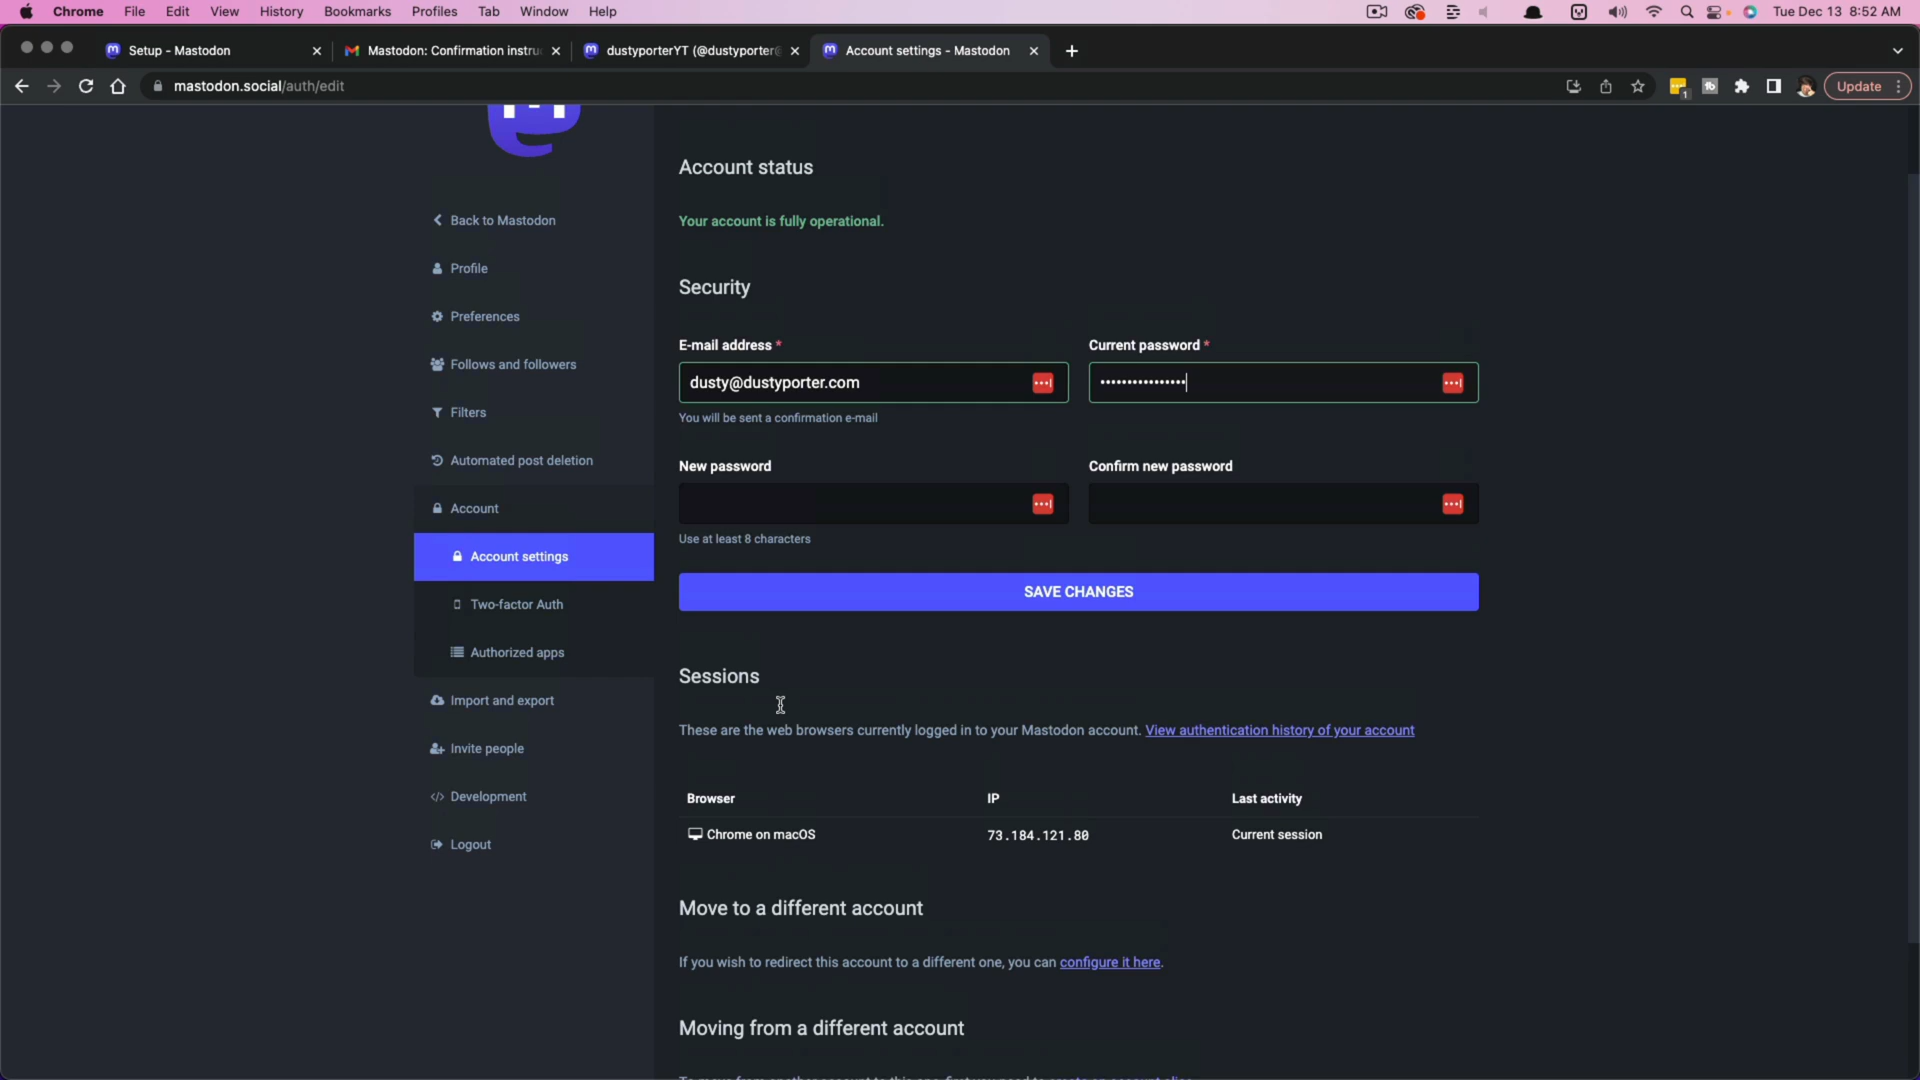 Chrome File Edit View History Bookmarks Profiles Tab Window Help Tue Dec 13 8:52 AM
Setup - Mastodon Mastodon: Confirmation instru dustyporterYT (@dustyporter@ Account settings - Mastodon
mastodon.social/auth/edit 1 Update
Account status
Back to Mastodon
Your account is fully operational.
Profile
Security
Preferences
E-mail address * Current password *
Follows and followers
dusty@dustyporter.com ••••••••••••••••
Filters
You will be sent a confirmation e-mail
Automated post deletion
New password Confirm new password
Account
Use at least 8 characters
Account settings
SAVE CHANGES
Two-factor Auth
Authorized apps
Sessions
Import and export
These are the web browsers currently logged in to your Mastodon account. View authentication history of your account
Invite people
Development
Browser IP Last activity
Chrome on macOS 73.184.121.80 Current session
Logout
Move to a different account
If you wish to redirect this account to a different one, you can configure it here.
Moving from a different account